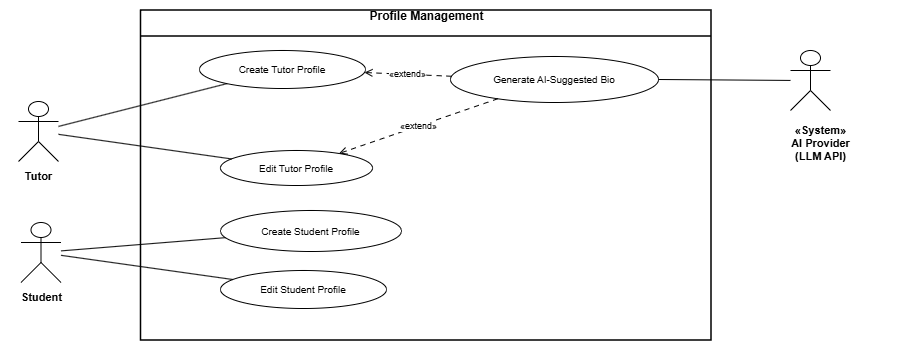 Profile Management
Create Tutor Profile
«extend»
Generate AI-Suggested Bio
«extend»
«System»
AI Provider
(LLM API)
Tutor
Edit Tutor Profile
Create Student Profile
Edit Student Profile
Student